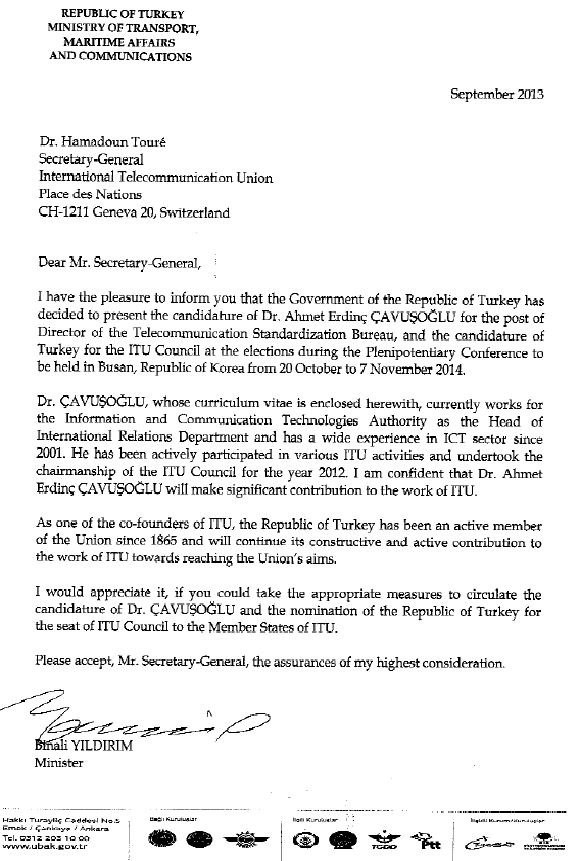 REPUBLIC OF TURKEY
MINISTRY OF TRANSPORT,
MARITIME AFFAIRS
AND COMMUNICATIONS
September 2013
Dr. Hamadoun Touré
Secretary-General
International Telecommunication Union
Place des Nations
CH-1211 Geneva 20, Switzerland
Dear Mr. Secretary-General,
I have the pleasure to inform you that the Government of the Republic of Turkey has
decided to present the candidature of Dr. Ahmet Erdinç ÇAVUŞOĞLU for the post of
Director of the Telecommunication Standardization Bureau, and the candidature of
Turkey for the ITU Council at the elections during the Plenipotentiary Conference to
be held in Busan, Republic of Korea from 20 October to 7 November 2014.
Dr. ÇAVUŞOĞLU, whose curriculum vitae is enclosed herewith, currently works for
the Information and Communication Technologies Authority as the Head of
International Relations Department and has a wide experience in ICT sector since
2001. He has been actively participated in various ITU activities and undertook the
chairmanship of the ITU Council for the year 2012. I am confident that Dr. Ahmet
Erdinç ÇAVUŞOĞLU will make significant contribution to the work of ITU.
As one of the co-founders of ITU, the Republic of Turkey has been an active member
of the Union since 1865 and will continue its constructive and active contribution to
the work of ITU towards reaching the Union's aims.
I would appreciate it, if you could take the appropriate measures to circulate the
candidature of Dr. ÇAVUŞOĞLU and the nomination of the Republic of Turkey for
the seat of ITU Council to the Member States of ITU.
Please accept, Mr. Secretary-General, the assurances of my highest consideration.
Binali YILDIRIM
Minister
Hakkı Turayliç Caddesi No.5
Emek / Çankaya / Ankara
Tel. 0312 203 10 00
www.ubak.gov.tr
Bağlı Kuruluşlar
İlgili Kuruluşlar
İlişkili Kurum/Kuruluşlar
TCDD
Ptt